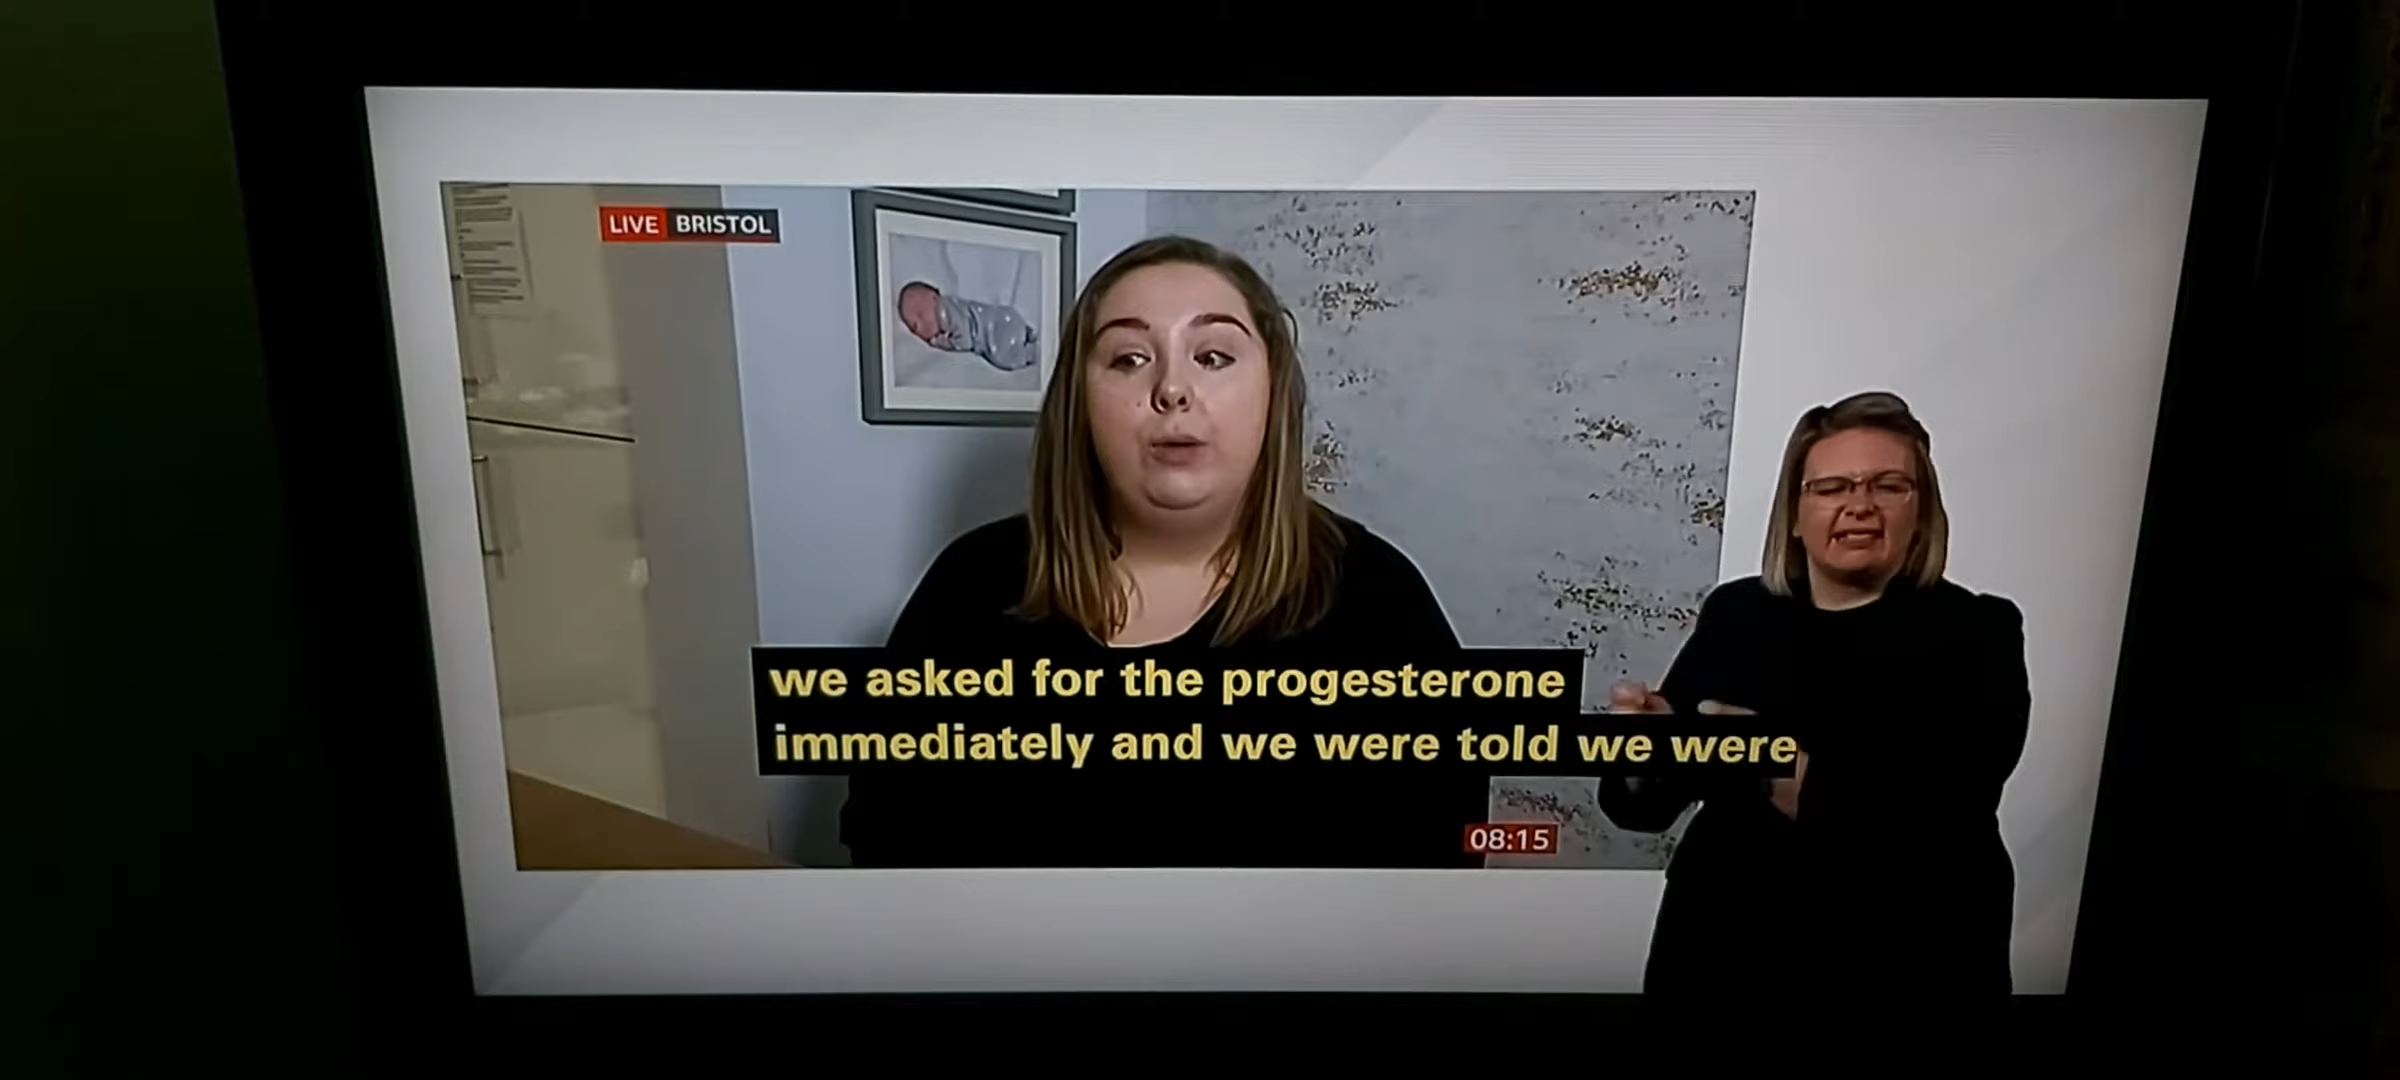 LIVE BRISTOL
we asked for the progesterone
immediately and we were told we were
08:15